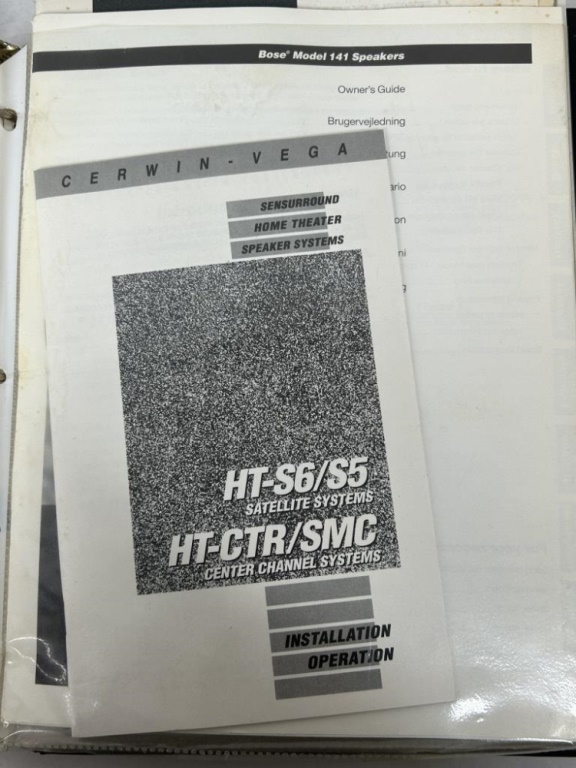 Bose® Model 141 Speakers
Owner's Guide
Brugervejledning
CERWIN-VEGA
SENSURROUND
HOME THEATER
SPEAKER SYSTEMS
HT-S6/S5
SATELLITE SYSTEMS
HT-CTR/SMC
CENTER CHANNEL SYSTEMS
INSTALLATION
OPERATION